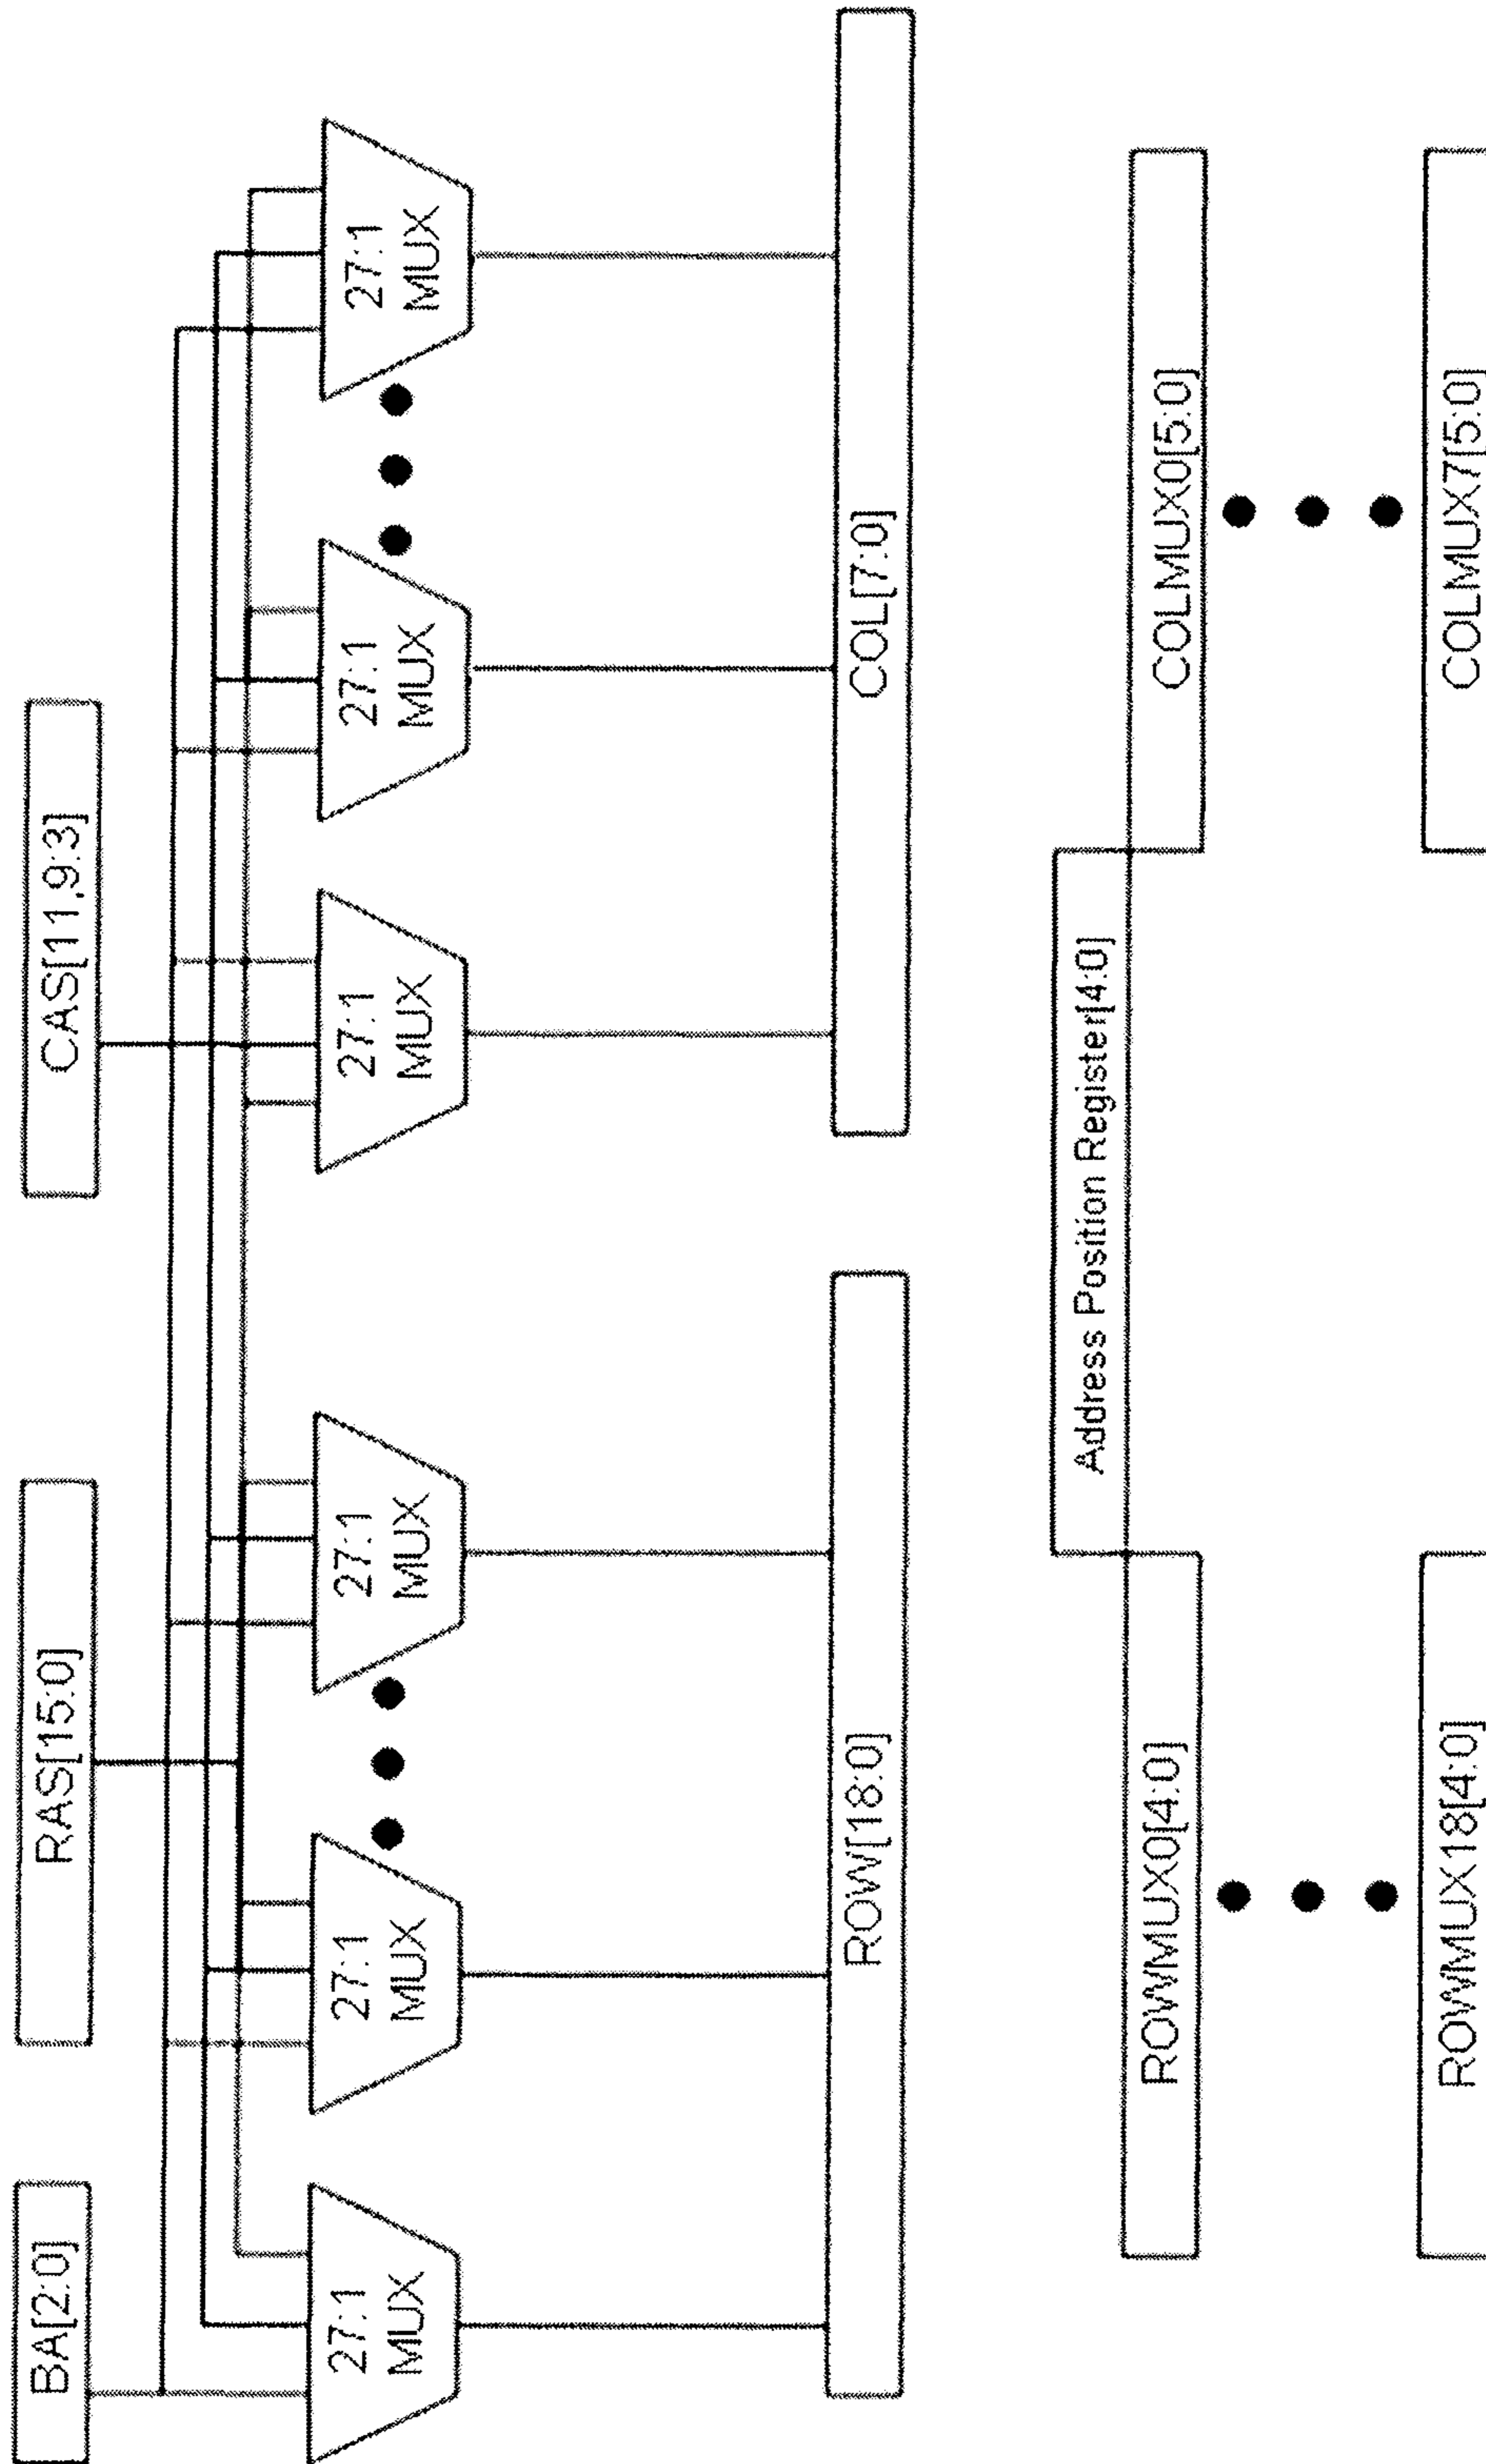 BA[2:0]
RAS[15:0]
CAS[11,9:3]
27:1
MUX
27:1
MUX
27:1
MUX
27:1
MUX
27:1
MUX
27:1
MUX
ROW[18:0]
COL[7:0]
Address Position Register[4:0]
ROWMUX0[4:0]
COLMUX0[5:0]
ROWMUX18[4:0]
COLMUX7[5:0]